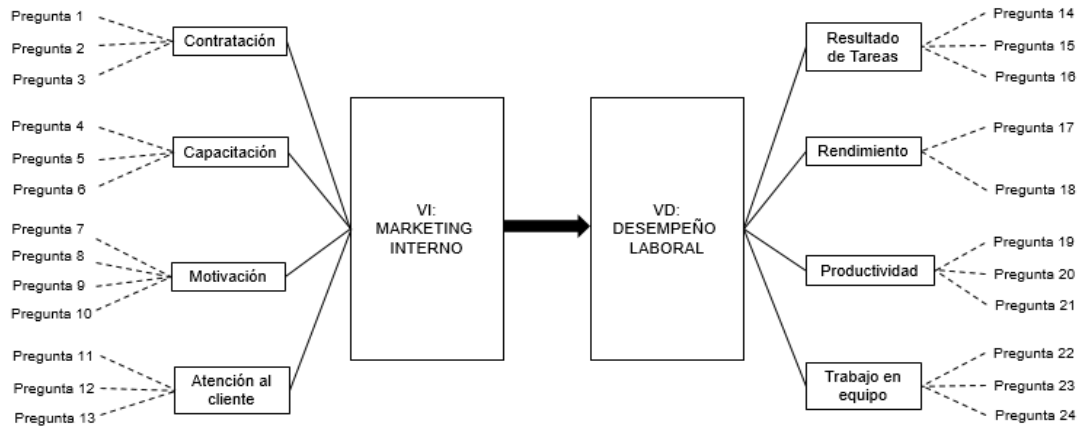 Pregunta 1
Pregunta 2
Pregunta 3
Contratación
Pregunta 4
Pregunta 5
Pregunta 6
Capacitación
Pregunta 7
Pregunta 8
Pregunta 9
Pregunta 10
Motivación
Pregunta 11
Pregunta 12
Pregunta 13
Atención al
cliente
VI:
MARKETING
INTERNO
VD:
DESEMPEÑO
LABORAL
Resultado
de Tareas
Pregunta 14
Pregunta 15
Pregunta 16
Rendimiento
Pregunta 17
Pregunta 18
Productividad
Pregunta 19
Pregunta 20
Pregunta 21
Trabajo en
equipo
Pregunta 22
Pregunta 23
Pregunta 24